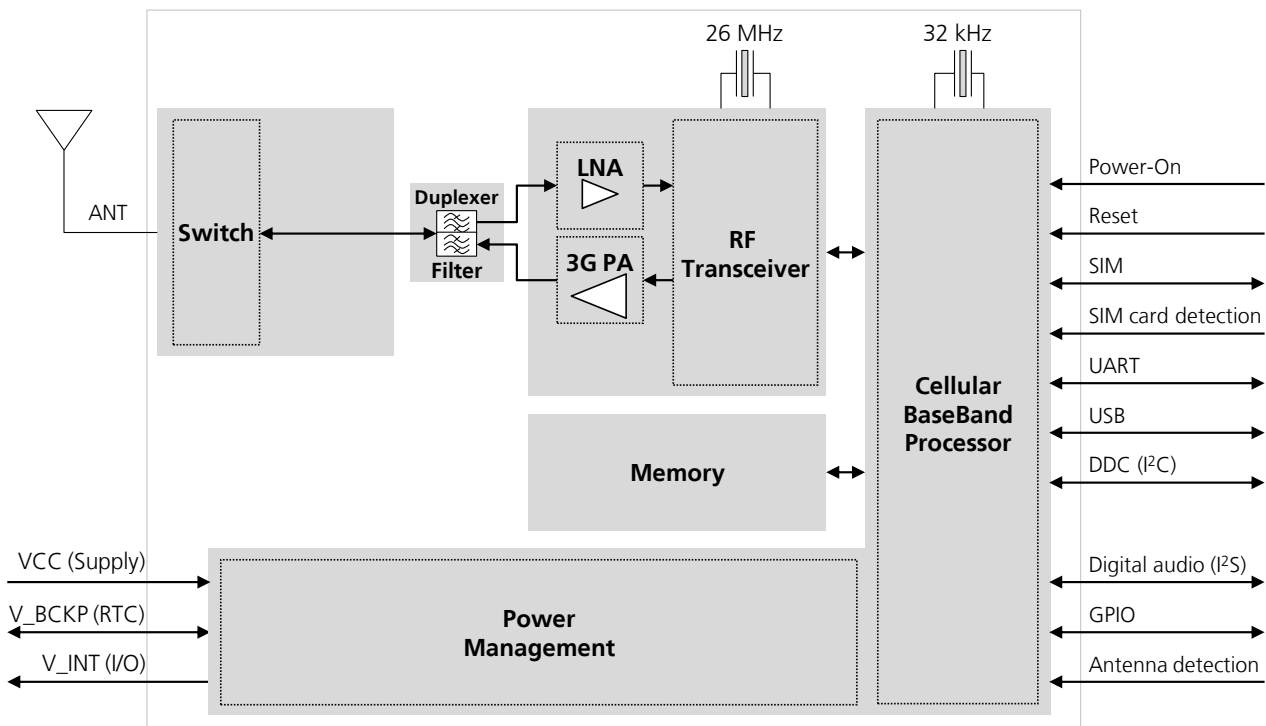 26 MHz
32 kHz
ANT
Switch
Duplexer
Filter
LNA
3G PA
RF
Transceiver
Memory
Cellular
BaseBand
Processor
Power-On
Reset
SIM
SIM card detection
UART
USB
DDC (I²C)
Digital audio (I²S)
GPIO
Antenna detection
VCC (Supply)
V_BCKP (RTC)
V_INT (I/O)
Power
Management